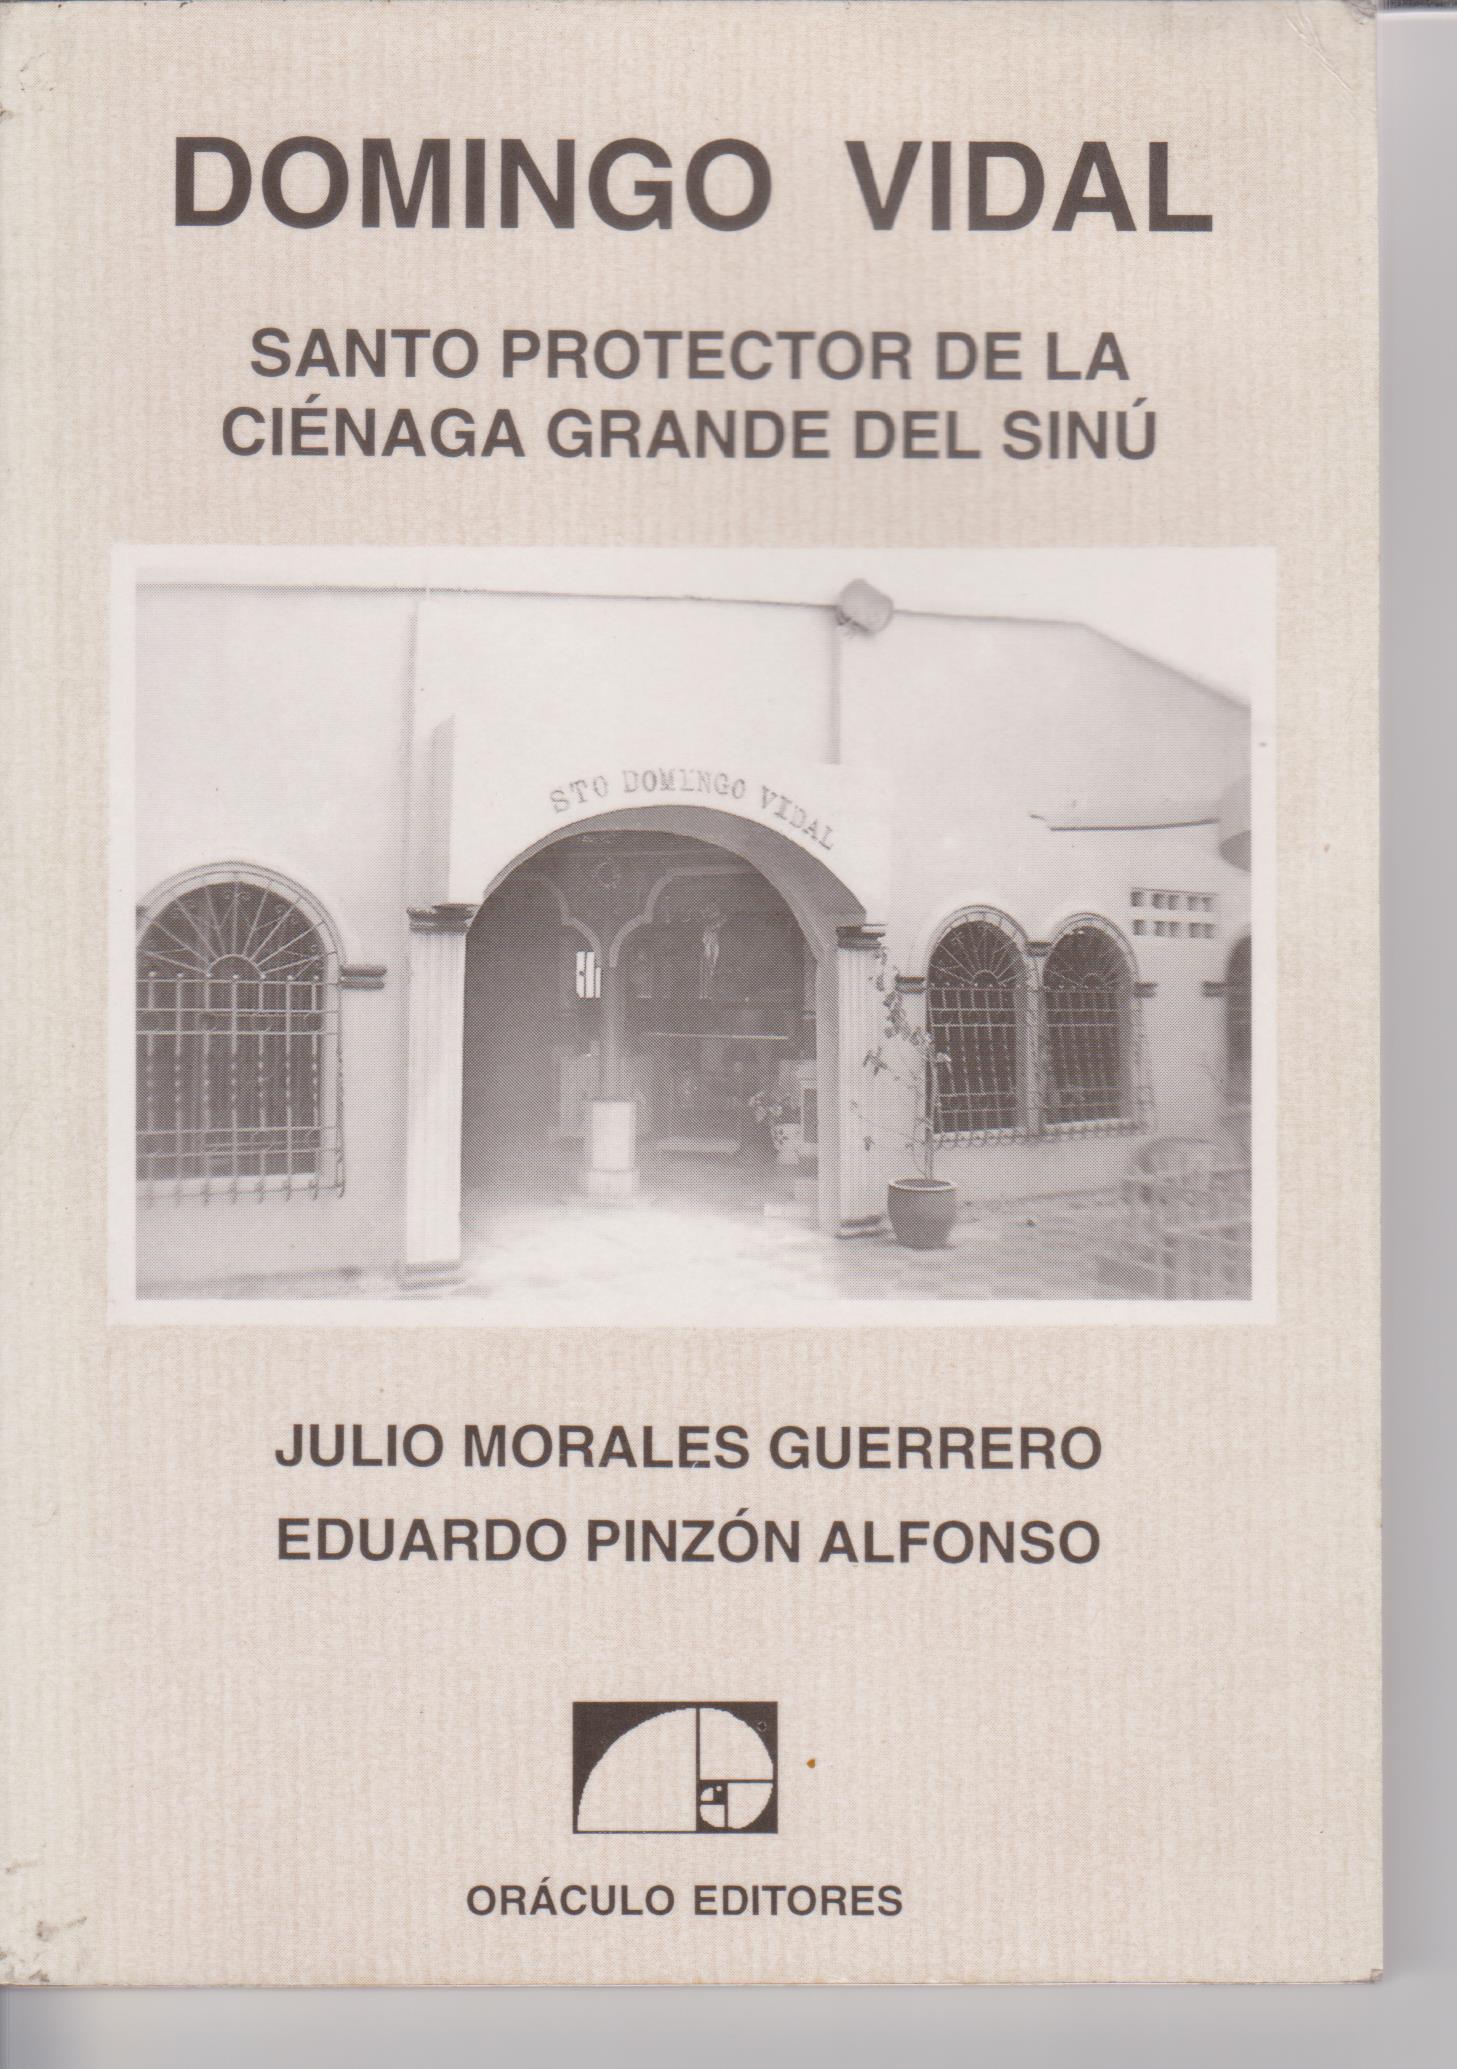 DOMINGO VIDAL
SANTO PROTECTOR DE LA
CIÉNAGA GRANDE DEL SINÚ
STO DOMINGO VIDAL
JULIO MORALES GUERRERO
EDUARDO PINZÓN ALFONSO
ORÁCULO EDITORES